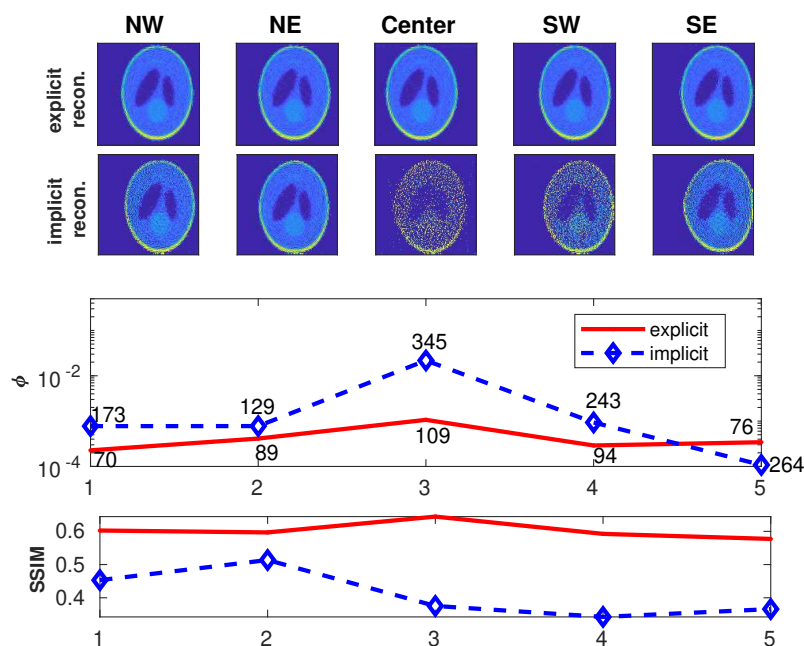 NW NE Center SW SE
explicit recon.
implicit recon.
345
explicit
implicit
ϕ
10^-2
173 129 243 76
109
70 89 94 264
10^-4
1 2 3 4 5
SSIM
0.6
0.5
0.4
1 2 3 4 5